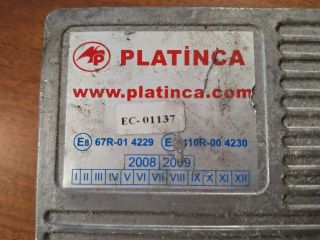 PLATİNCA
www.platinca.com
EC-01137
E8 67R-01 4229 E 110R-00 4230
2008 2009
I II III IV V VI VII VIII IX X XI XII